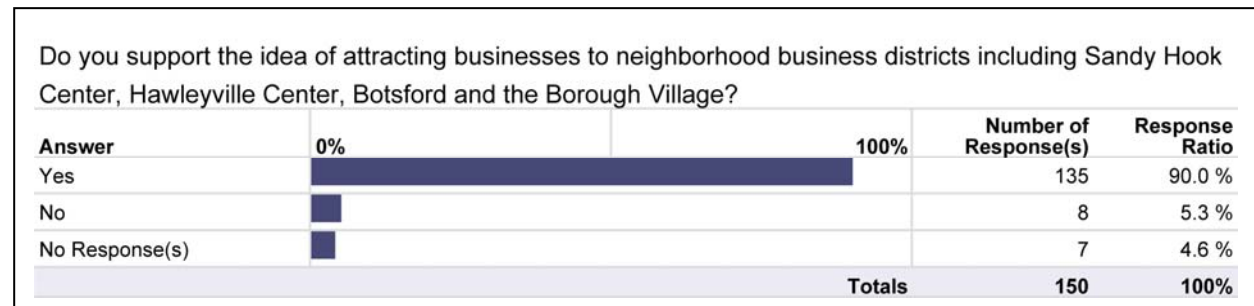 Do you support the idea of attracting businesses to neighborhood business districts including Sandy Hook
Center, Hawleyville Center, Botsford and the Borough Village?
Answer 0% 100% Number of Response(s) Response Ratio
Yes 135 90.0 %
No 8 5.3 %
No Response(s) 7 4.6 %
Totals 150 100%